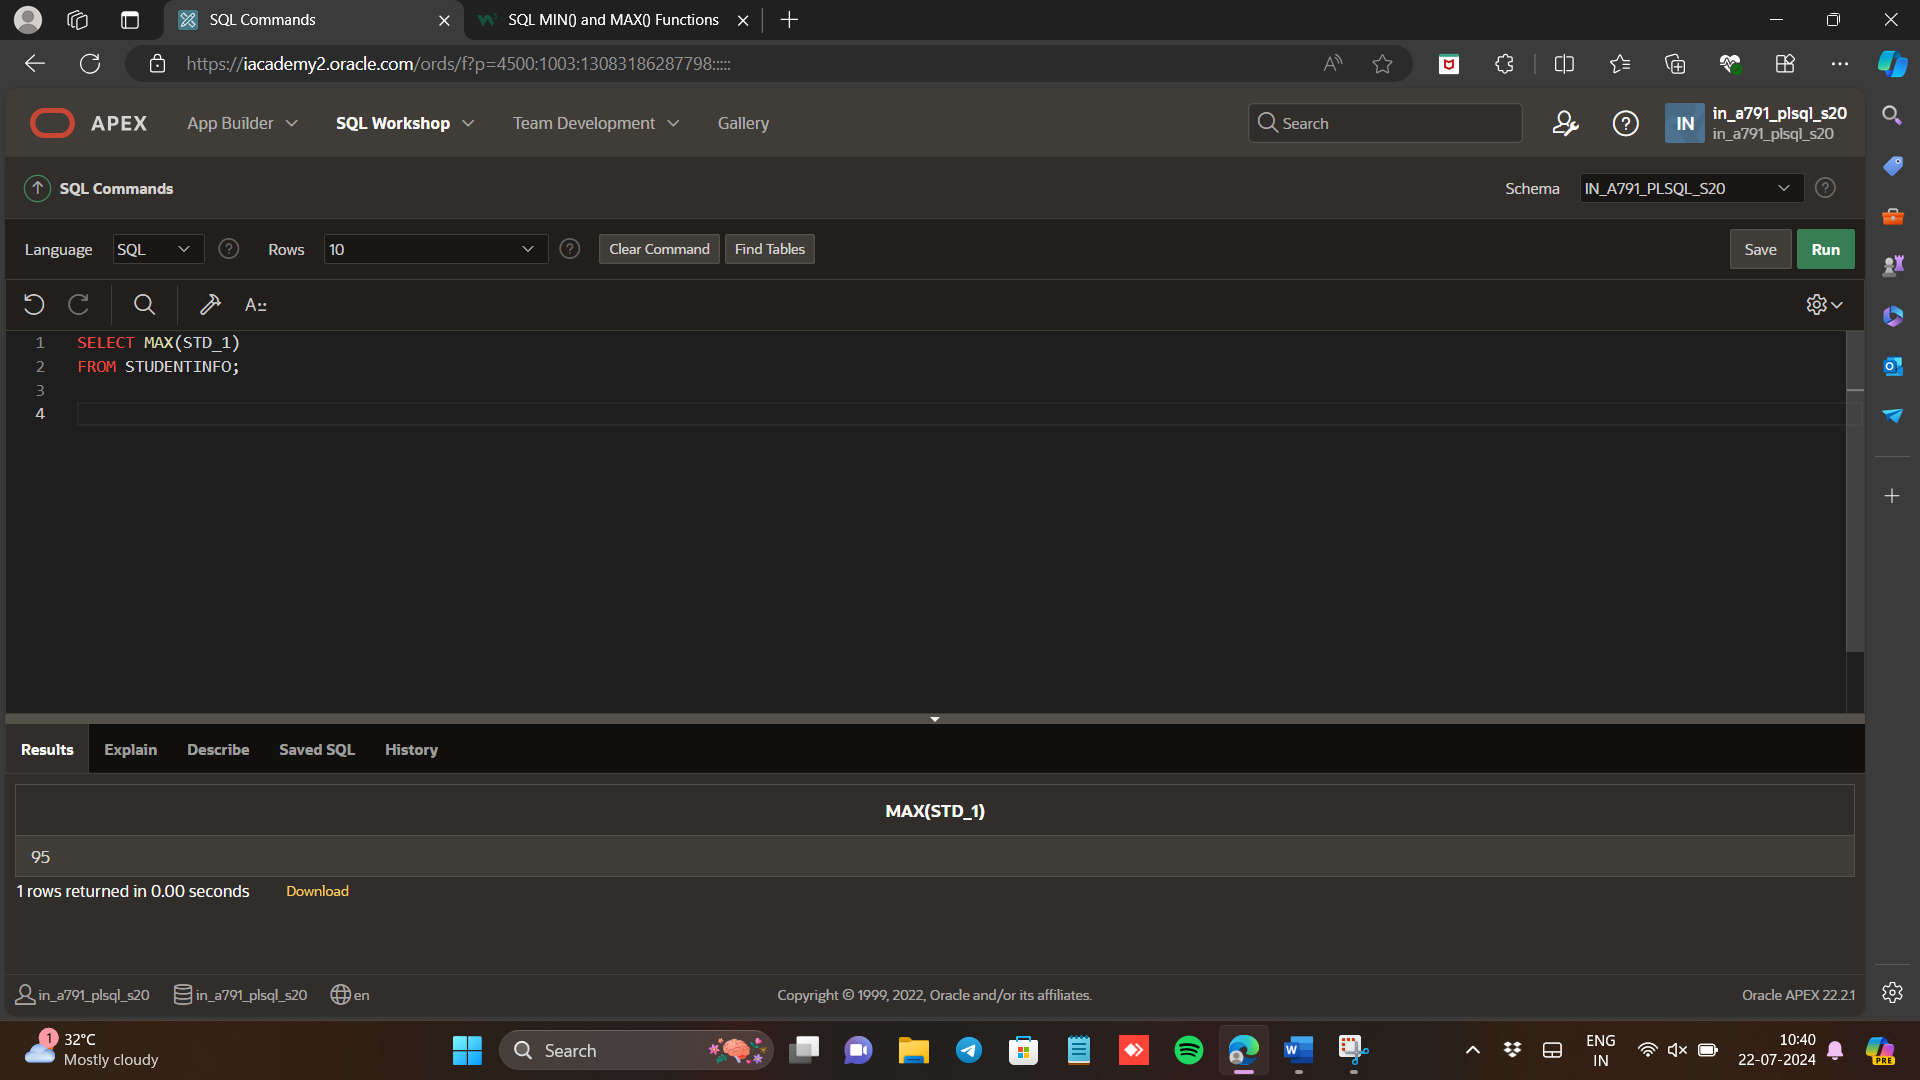 SQL Commands
SQL MIN() and MAX() Functions
https://iacademy2.oracle.com/ords/f?p=4500:1003:13083186287798:::::
APEX
App Builder
SQL Workshop
Team Development
Gallery
Search
IN
in_a791_plsql_s20
in_a791_plsql_s20
SQL Commands
Schema
IN_A791_PLSQL_S20
Language
SQL
Rows
10
Clear Command
Find Tables
Save
Run
A::
1 SELECT MAX(STD_1)
2 FROM STUDENTINFO;
3
4
Results
Explain
Describe
Saved SQL
History
MAX(STD_1)
95
1 rows returned in 0.00 seconds
Download
in_a791_plsql_s20
in_a791_plsql_s20
en
Copyright © 1999, 2022, Oracle and/or its affiliates.
Oracle APEX 22.2.1
1
32°C
Mostly cloudy
Search
ENG
IN
10:40
22-07-2024
PRE